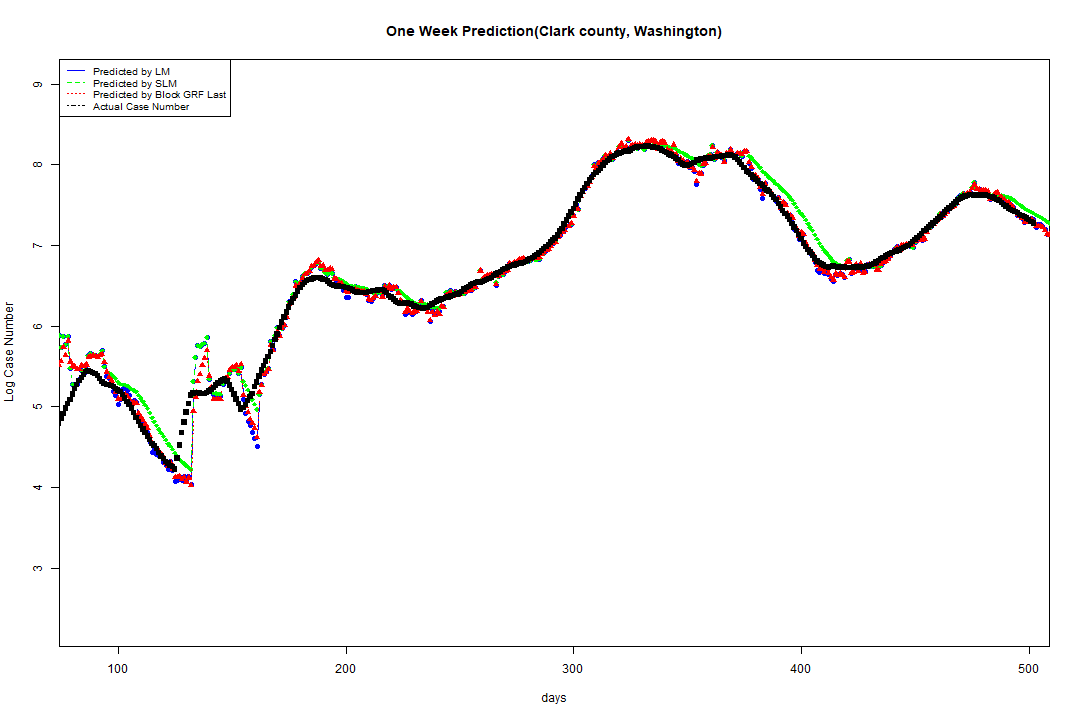 One Week Prediction(Clark county, Washington)
Predicted by LM
Predicted by SLM
Predicted by Block GRF Last
Actual Case Number
9
8
7
6
5
4
3
Log Case Number
100 200 300 400 500
days